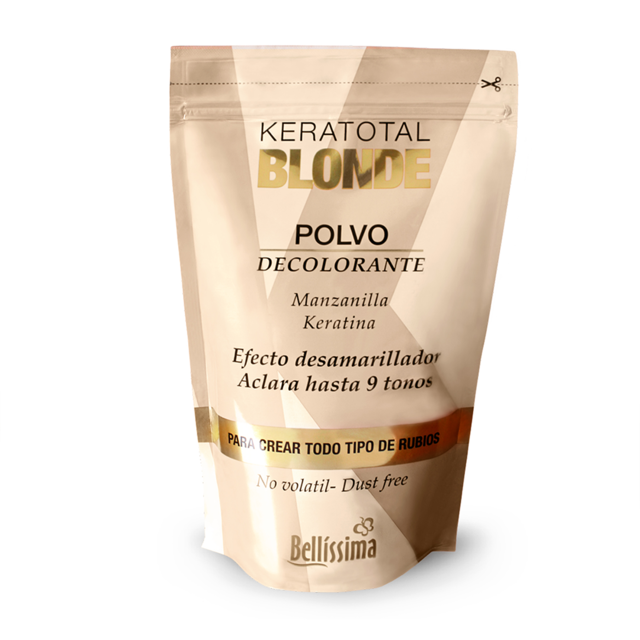 KERATOTAL
BLONDE
POLVO
DECOLORANTE
Manzanilla
Keratina
Efecto desamarillador
Aclara hasta 9 tonos
PARA CREAR TODO TIPO DE RUBIOS
No volatil- Dust free
Bellíssima